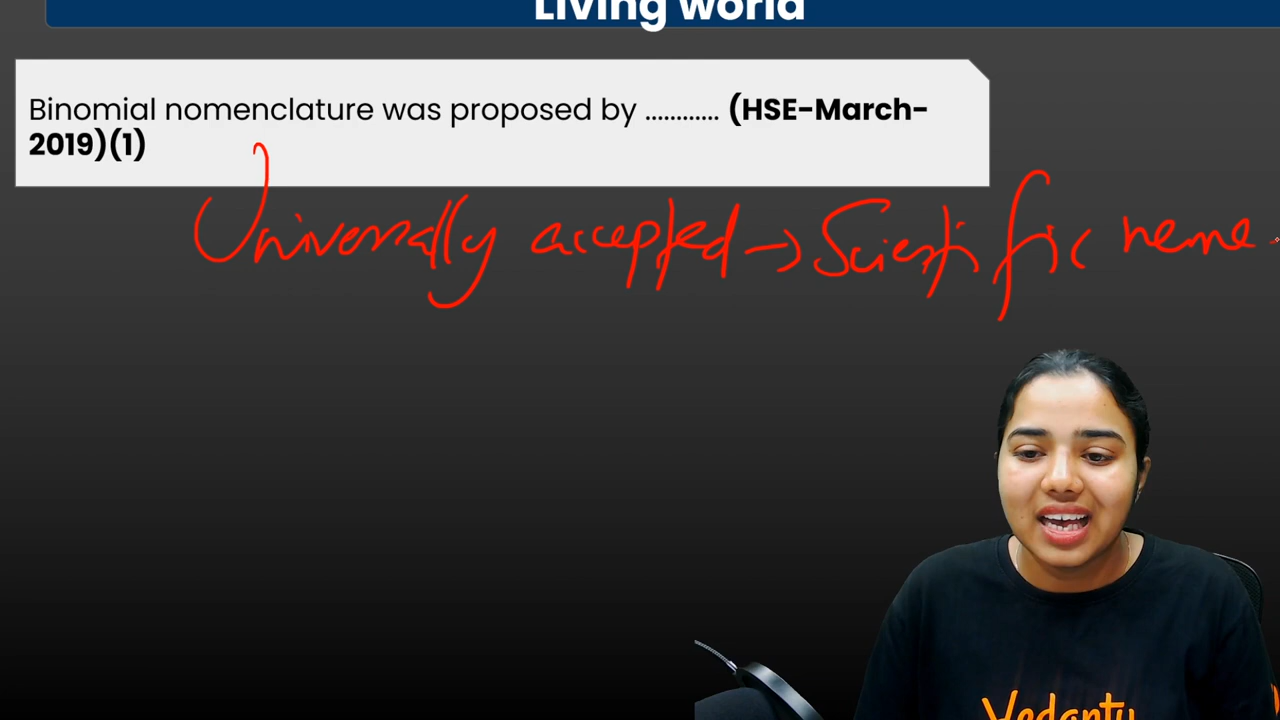 Living world
Binomial nomenclature was proposed by ............ (HSE-March-
2019)(1)
Universally accepted → Scientific name
Vedantu